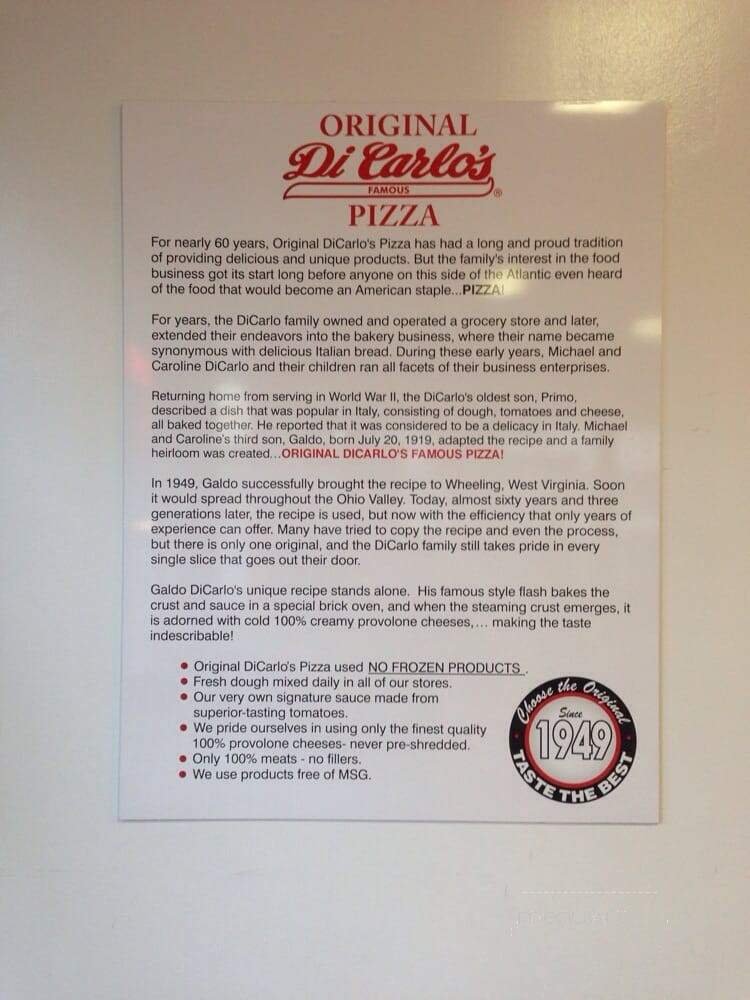 ORIGINAL
Di Carlo's
FAMOUS
®
PIZZA
For nearly 60 years, Original DiCarlo's Pizza has had a long and proud tradition
of providing delicious and unique products. But the family's interest in the food
business got its start long before anyone on this side of the Atlantic even heard
of the food that would become an American staple...PIZZA!
For years, the DiCarlo family owned and operated a grocery store and later,
extended their endeavors into the bakery business, where their name became
synonymous with delicious Italian bread. During these early years, Michael and
Caroline DiCarlo and their children ran all facets of their business enterprises.
Returning home from serving in World War II, the DiCarlo's oldest son, Primo,
described a dish that was popular in Italy, consisting of dough, tomatoes and cheese,
all baked together. He reported that it was considered to be a delicacy in Italy. Michael
and Caroline's third son, Galdo, born July 20, 1919, adapted the recipe and a family
heirloom was created...ORIGINAL DICARLO'S FAMOUS PIZZA!
In 1949, Galdo successfully brought the recipe to Wheeling, West Virginia. Soon
it would spread throughout the Ohio Valley. Today, almost sixty years and three
generations later, the recipe is used, but now with the efficiency that only years of
experience can offer. Many have tried to copy the recipe and even the process,
but there is only one original, and the DiCarlo family still takes pride in every
single slice that goes out their door.
Galdo DiCarlo's unique recipe stands alone. His famous style flash bakes the
crust and sauce in a special brick oven, and when the steaming crust emerges, it
is adorned with cold 100% creamy provolone cheeses,... making the taste
indescribable!
• Original DiCarlo's Pizza used NO FROZEN PRODUCTS .
• Fresh dough mixed daily in all of our stores.
• Our very own signature sauce made from
superior-tasting tomatoes.
• We pride ourselves in using only the finest quality
100% provolone cheeses- never pre-shredded.
• Only 100% meats - no fillers.
• We use products free of MSG.
Choose the Original
Since
1949
TASTE THE BEST